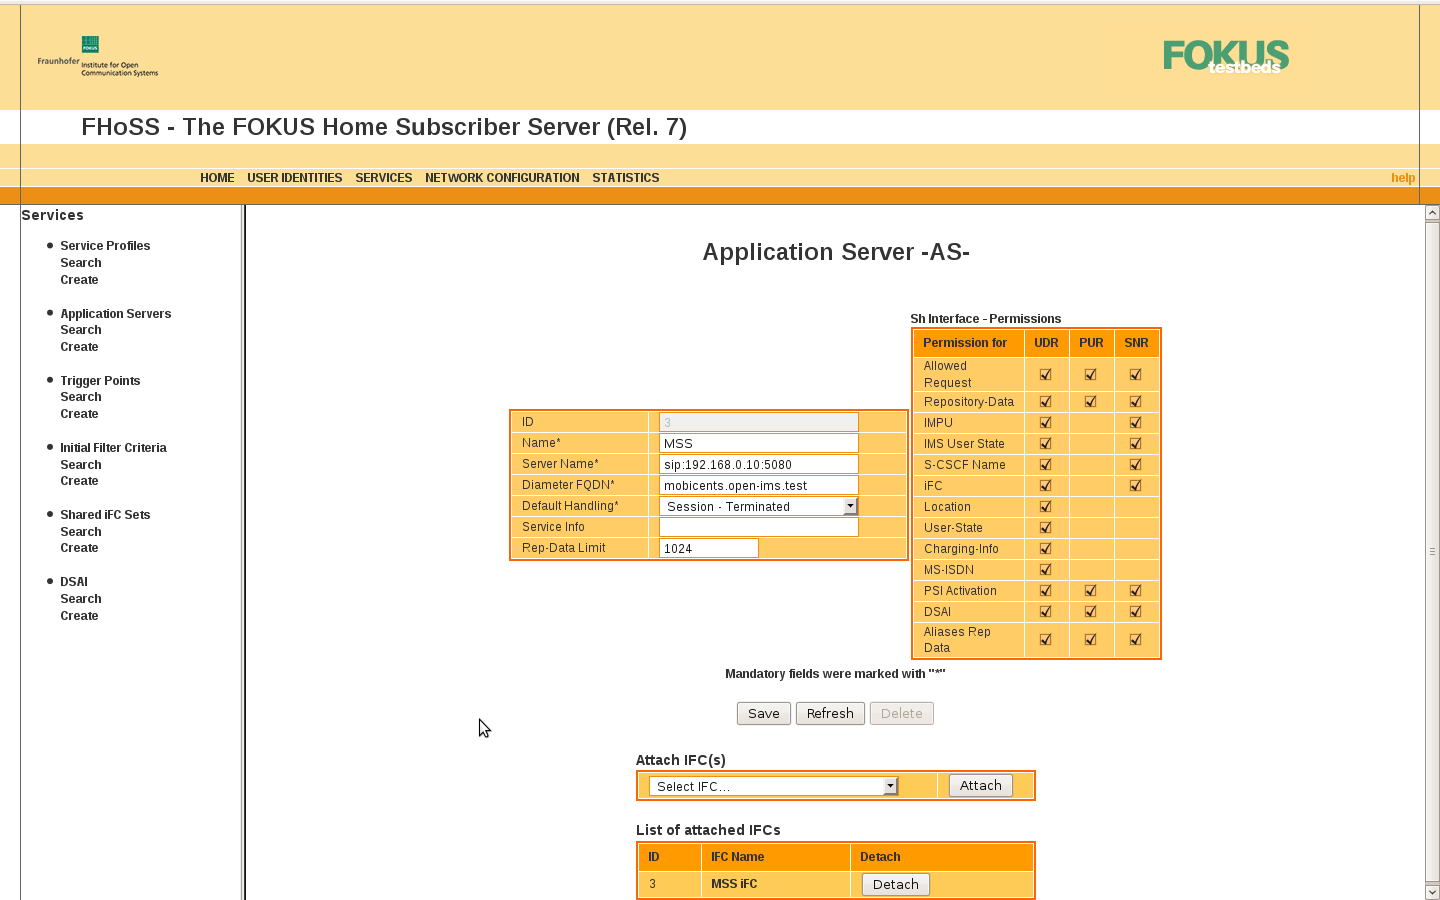 FOKUS
Fraunhofer Institute for Open
Communication Systems
FOKUS
testbeds
FHoSS - The FOKUS Home Subscriber Server (Rel. 7)
HOME USER IDENTITIES SERVICES NETWORK CONFIGURATION STATISTICS help
Services
Service Profiles
Search
Create
Application Servers
Search
Create
Trigger Points
Search
Create
Initial Filter Criteria
Search
Create
Shared iFC Sets
Search
Create
DSAI
Search
Create
Application Server -AS-
ID 3
Name* MSS
Server Name* sip:192.168.0.10:5080
Diameter FQDN* mobicents.open-ims.test
Default Handling* Session - Terminated
Service Info
Rep-Data Limit 1024
Sh Interface - Permissions
Permission for UDR PUR SNR
Allowed
Request
Repository-Data
IMPU
IMS User State
S-CSCF Name
iFC
Location
User-State
Charging-Info
MS-ISDN
PSI Activation
DSAI
Aliases Rep
Data
Mandatory fields were marked with "*"
Save Refresh Delete
Attach IFC(s)
Select IFC... Attach
List of attached IFCs
ID IFC Name Detach
3 MSS iFC Detach